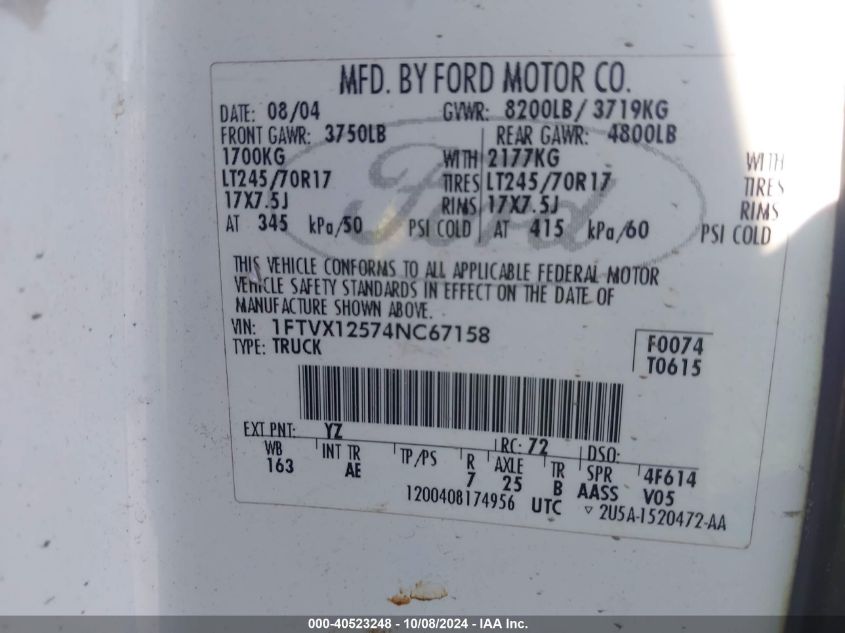 MFD. BY FORD MOTOR CO.
DATE: 08/04 GVWR: 8200LB/ 3719KG
FRONT GAWR: 3750LB REAR GAWR: 4800LB
1700KG WITH 2177KG WITH
LT245/70R17 TIRES LT245/70R17 TIRES
17X7.5J RIMS 17X7.5J RIMS
AT 345 kPa/50 PSI COLD AT 415 kPa/60 PSI COLD
Ford
THIS VEHICLE CONFORMS TO ALL APPLICABLE FEDERAL MOTOR
VEHICLE SAFETY STANDARDS IN EFFECT ON THE DATE OF
MANUFACTURE SHOWN ABOVE.
VIN: 1FTVX12574NC67158
TYPE: TRUCK
F0074
T0615
EXT PNT: YZ RC: 72 DSO:
WB INT TR TP/PS R AXLE TR SPR 4F614
163 AE 7 25 B AASS V05
1200408174956 UTC ▽ 2U5A-1520472-AA
000-40523248 - 10/08/2024 - IAA Inc.